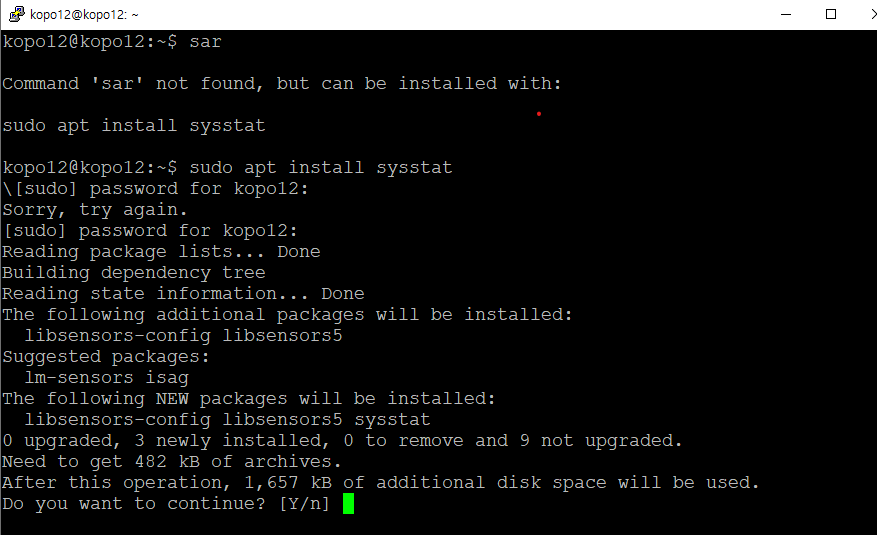 kopo12@kopo12: ~
kopo12@kopo12:~$ sar
Command 'sar' not found, but can be installed with:
sudo apt install sysstat
kopo12@kopo12:~$ sudo apt install sysstat
\[sudo] password for kopo12:
Sorry, try again.
[sudo] password for kopo12:
Reading package lists... Done
Building dependency tree
Reading state information... Done
The following additional packages will be installed:
  libsensors-config libsensors5
Suggested packages:
  lm-sensors isag
The following NEW packages will be installed:
  libsensors-config libsensors5 sysstat
0 upgraded, 3 newly installed, 0 to remove and 9 not upgraded.
Need to get 482 kB of archives.
After this operation, 1,657 kB of additional disk space will be used.
Do you want to continue? [Y/n]